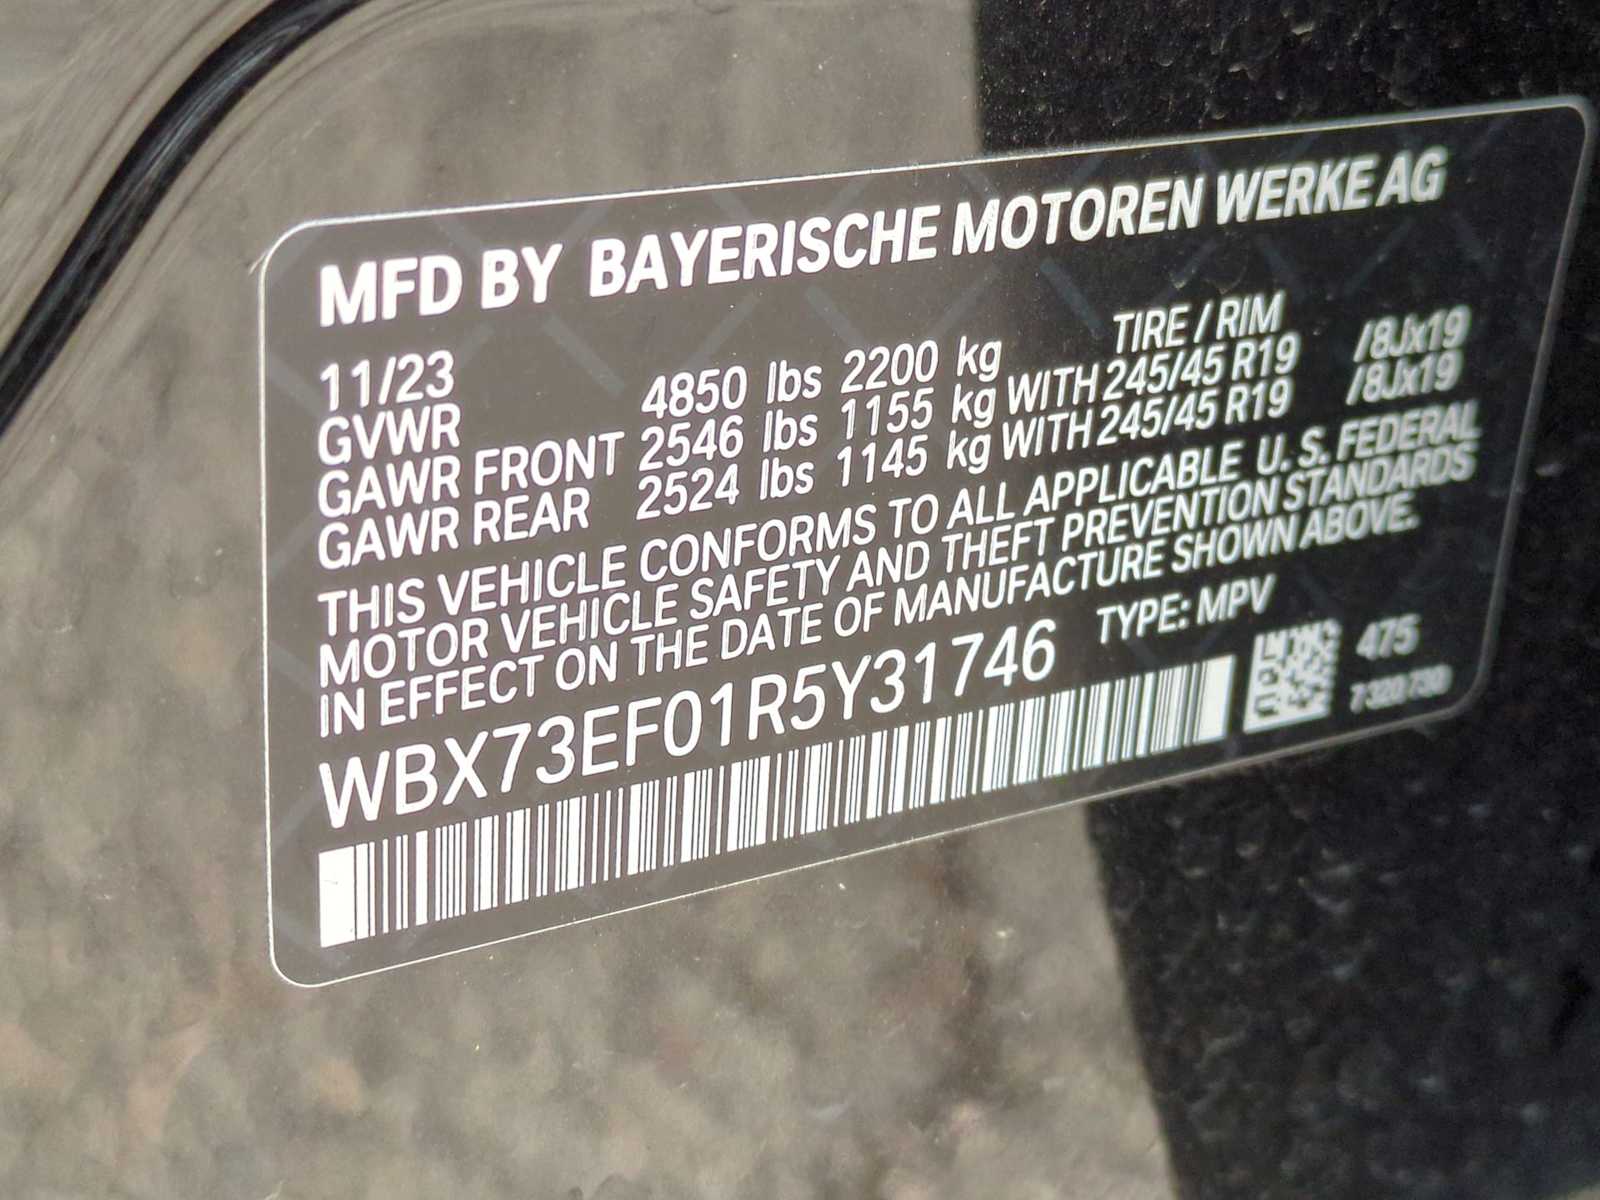 MFD BY BAYERISCHE MOTOREN WERKE AG
11/23 TIRE / RIM
GVWR 4850 lbs 2200 kg
GAWR FRONT 2546 lbs 1155 kg WITH 245/45 R19 /8Jx19
GAWR REAR 2524 lbs 1145 kg WITH 245/45 R19 /8Jx19
THIS VEHICLE CONFORMS TO ALL APPLICABLE U. S. FEDERAL
MOTOR VEHICLE SAFETY AND THEFT PREVENTION STANDARDS
IN EFFECT ON THE DATE OF MANUFACTURE SHOWN ABOVE.
WBX73EF01R5Y31746 TYPE: MPV
475
7 320 730